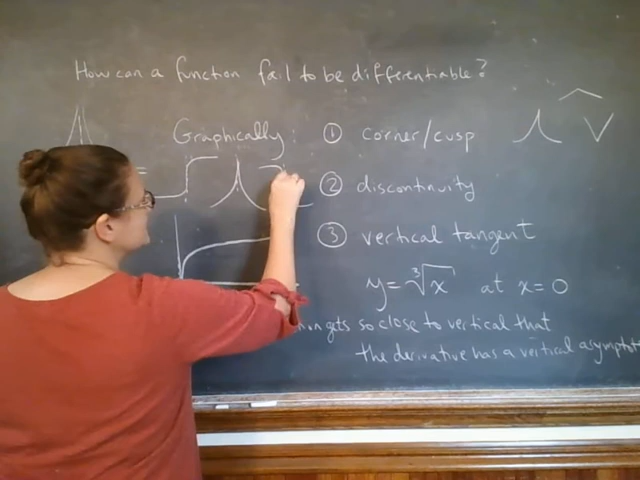 How can a function fail to be differentiable?
Graphically: ① corner/cusp
② discontinuity
③ vertical tangent
y = ∛x at x = 0
gets so close to vertical that
the derivative has a vertical asymptote